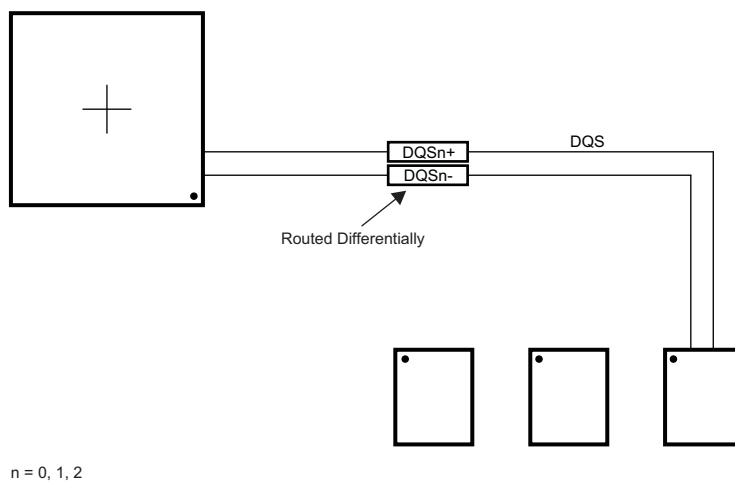 DQSn+
DQS
DQSn-
Routed Differentially
n = 0, 1, 2